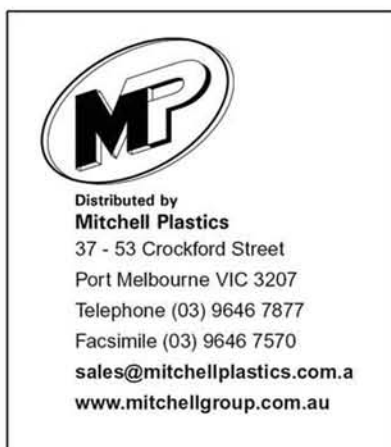 MP
Distributed by
Mitchell Plastics
37 - 53 Crockford Street
Port Melbourne VIC 3207
Telephone (03) 9646 7877
Facsimile (03) 9646 7570
sales@mitchellplastics.com.a
www.mitchellgroup.com.au